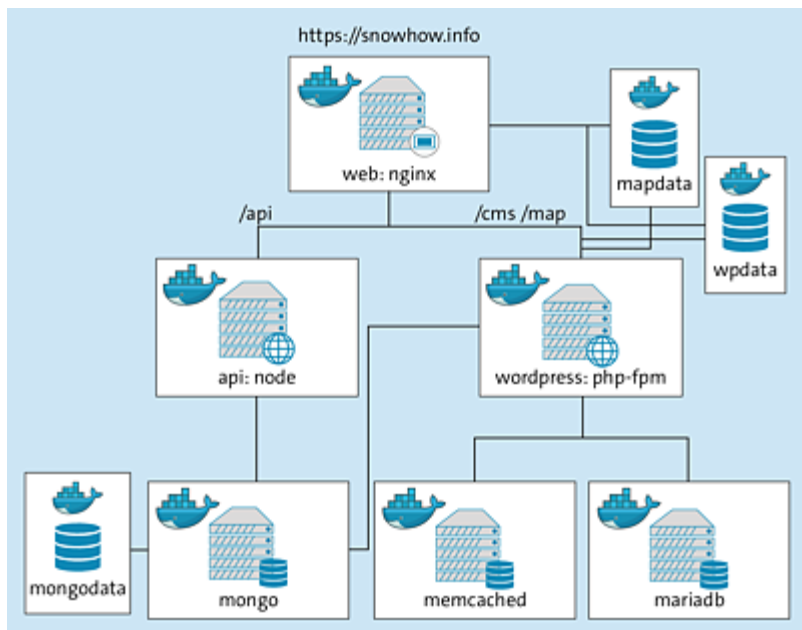 https://snowhow.info
web: nginx
mapdata
/api
/cms /map
wpdata
api: node
wordpress: php-fpm
mongodata
mongo
memcached
mariadb